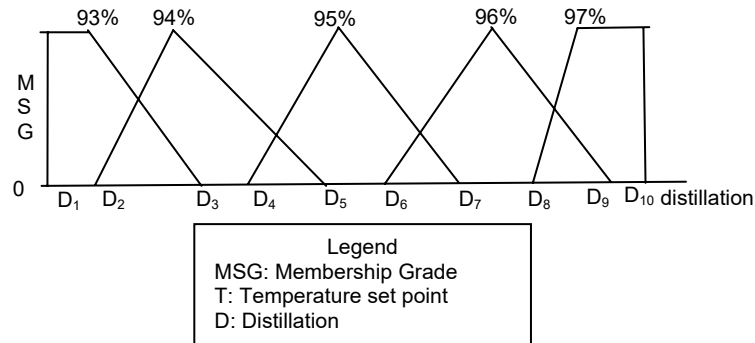 93% 94% 95% 96% 97%
M
S
G
0
D₁ D₂ D₃ D₄ D₅ D₆ D₇ D₈ D₉ D₁₀ distillation
Legend
MSG: Membership Grade
T: Temperature set point
D: Distillation